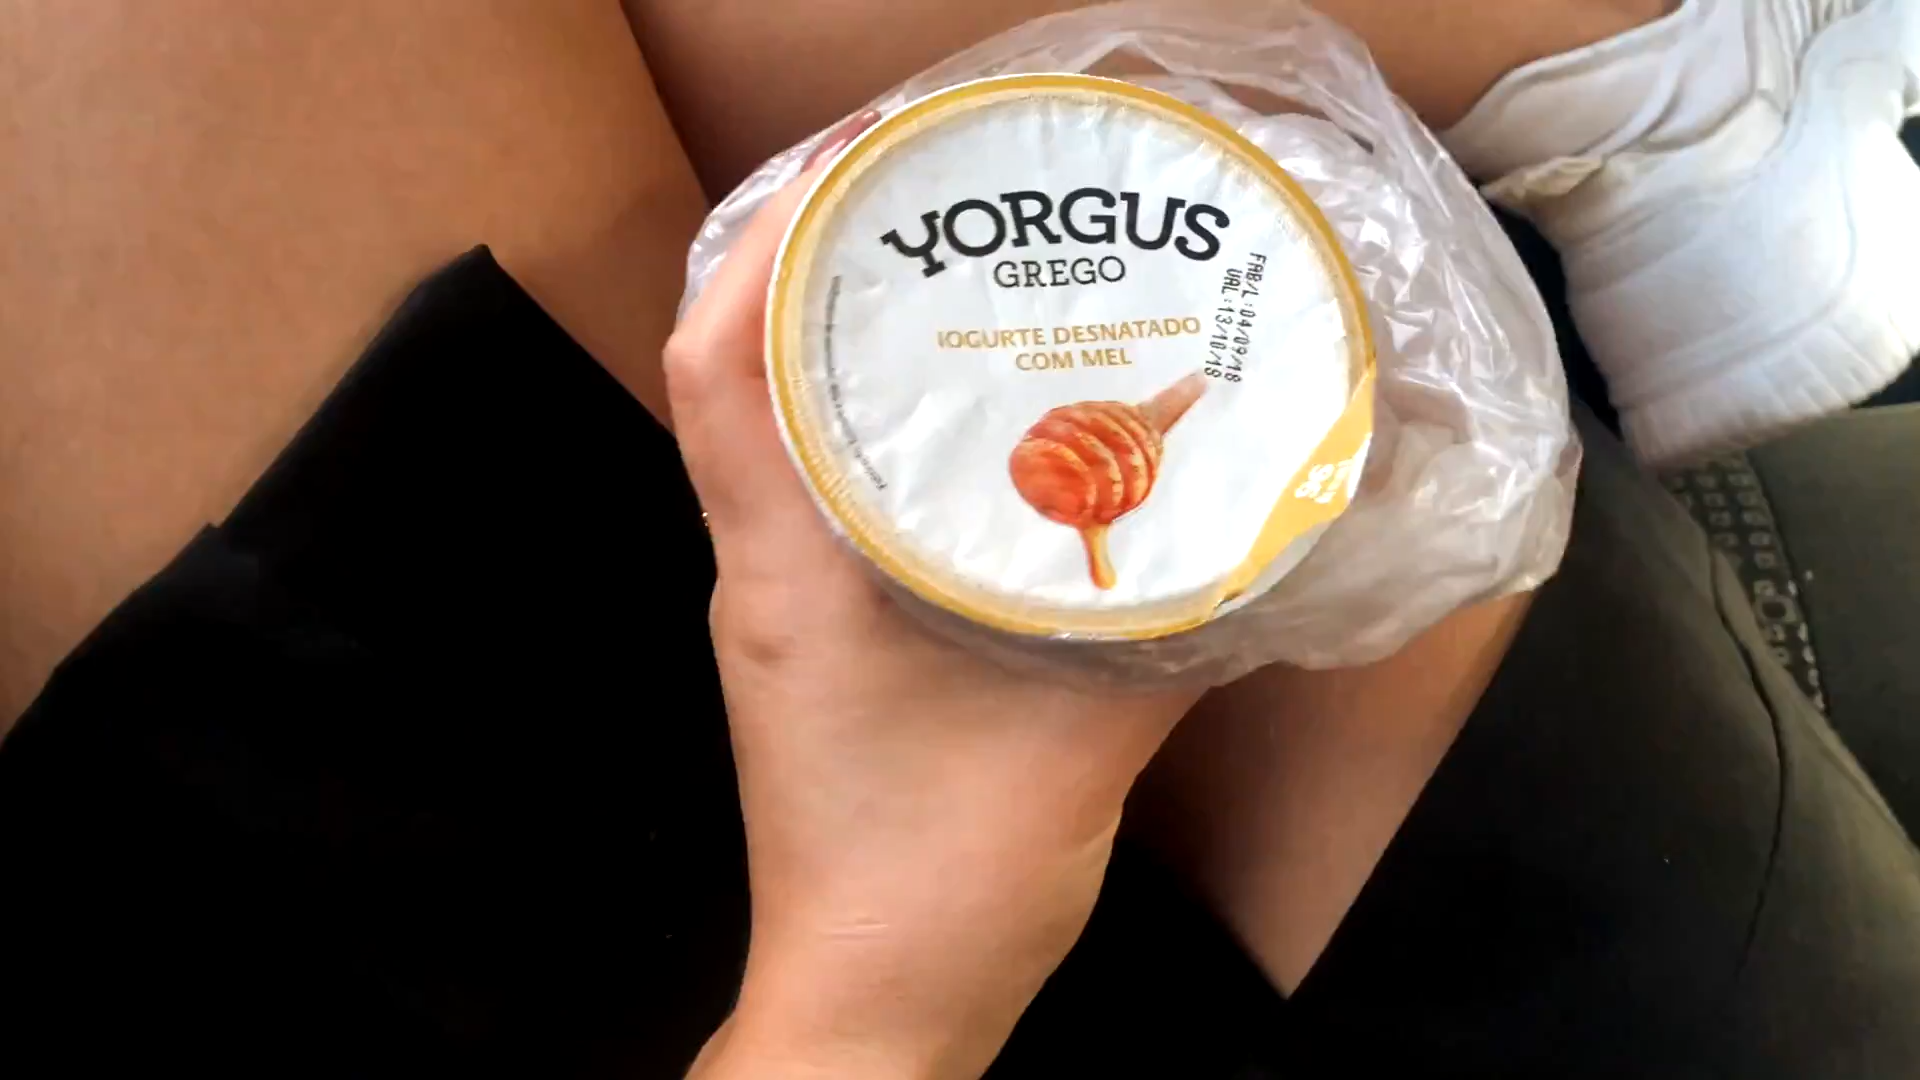 YORGUS
GREGO
IOGURTE DESNATADO
COM MEL
FAB/L:04/09/18
VAL:13/10/18